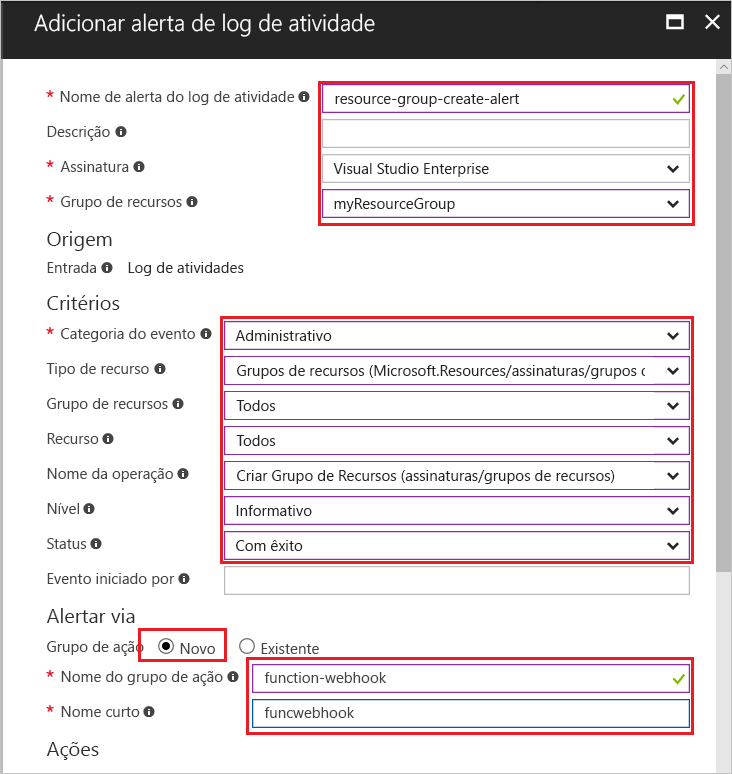 Adicionar alerta de log de atividade
* Nome de alerta do log de atividade resource-group-create-alert
Descrição
* Assinatura Visual Studio Enterprise
* Grupo de recursos myResourceGroup
Origem
Entrada Log de atividades
Critérios
* Categoria do evento Administrativo
Tipo de recurso Grupos de recursos (Microsoft.Resources/assinaturas/grupos
Grupo de recursos Todos
Recurso Todos
Nome da operação Criar Grupo de Recursos (assinaturas/grupos de recursos)
Nível Informativo
Status Com êxito
Evento iniciado por
Alertar via
Grupo de ação Novo Existente
* Nome do grupo de ação function-webhook
* Nome curto funcwebhook
Ações